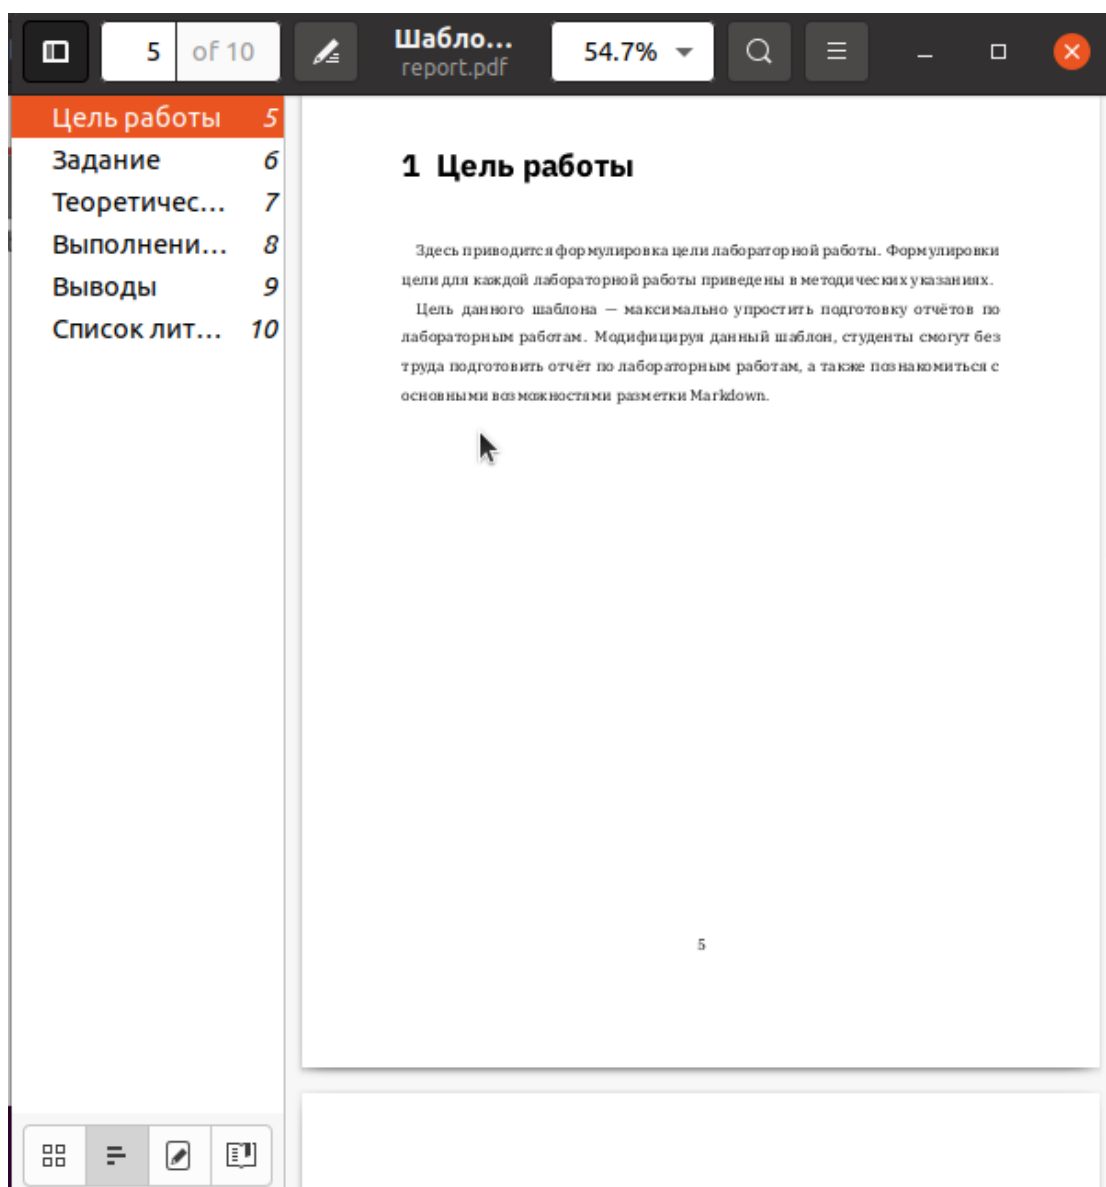 5 of 10
Шабло...
report.pdf
54.7%
Цель работы 5
Задание 6
Теоретичес... 7
Выполнени... 8
Выводы 9
Список лит... 10
1 Цель работы
Здесь приводится формулировка цели лабораторной работы. Формулировки
цели для каждой лабораторной работы приведены в методических указаниях.
Цель данного шаблона — максимально упростить подготовку отчётов по
лабораторным работам. Модифицируя данный шаблон, студенты смогут без
труда подготовить отчёт по лабораторным работам, а также познакомиться с
основными возможностями разметки Markdown.
5